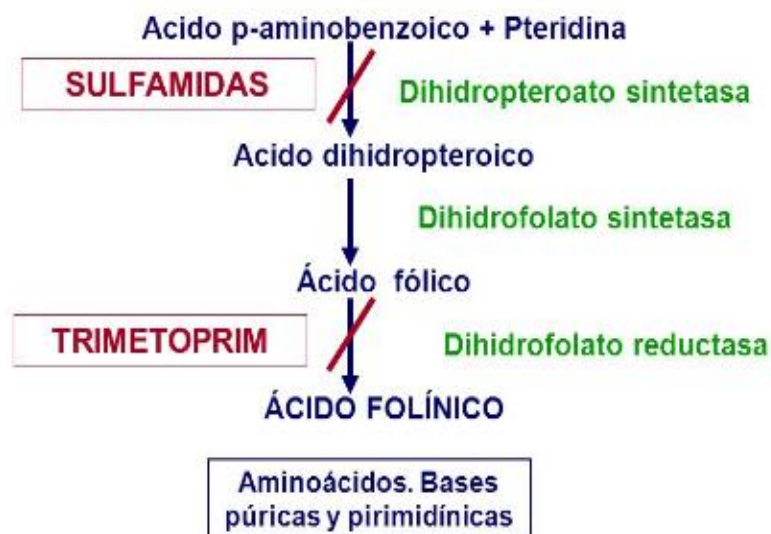 Acido p-aminobenzoico + Pteridina
SULFAMIDAS
Dihidropteroato sintetasa
Acido dihidropteroico
Dihidrofolato sintetasa
Ácido fólico
TRIMETOPRIM
Dihidrofolato reductasa
ÁCIDO FOLÍNICO
Aminoácidos. Bases
púricas y pirimidínicas